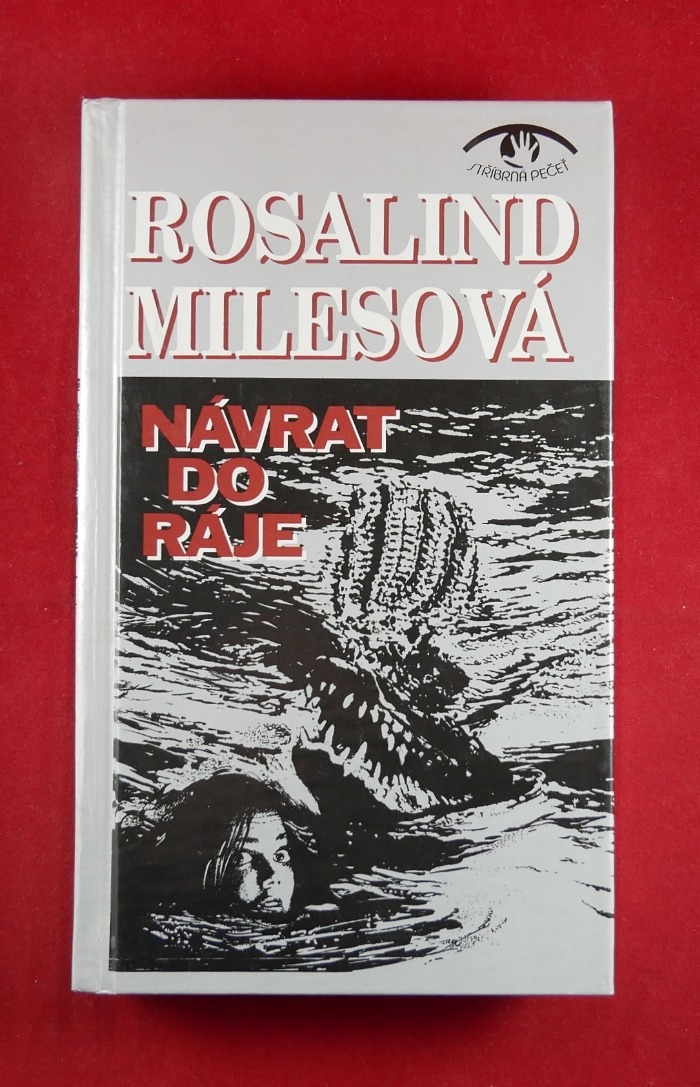 STŘÍBRNÁ PEČEŤ
ROSALIND
MILESOVÁ
NÁVRAT
DO
RÁJE